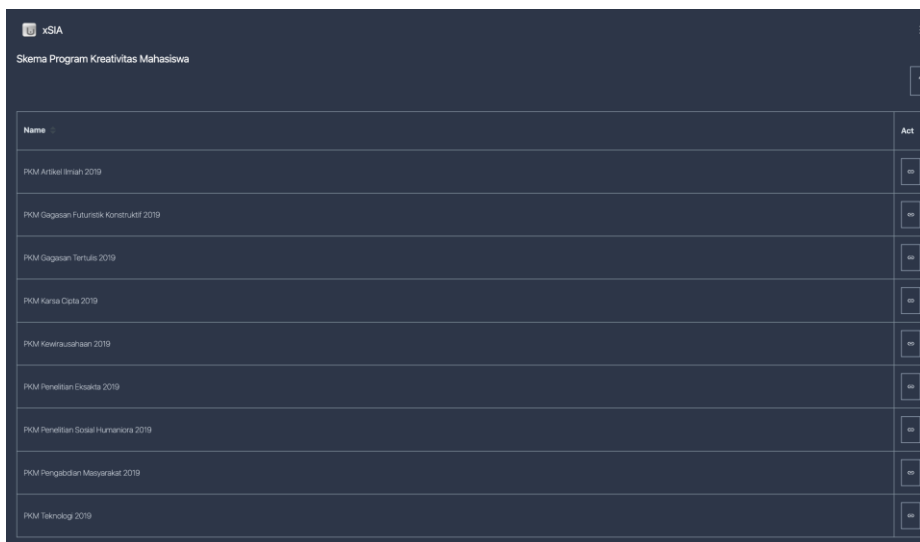 xSIA
Skema Program Kreativitas Mahasiswa
Name
Act
PKM Artikel Ilmiah 2019
PKM Gagasan Futuristik Konstruktif 2019
PKM Gagasan Tertulis 2019
PKM Karsa Cipta 2019
PKM Kewirausahaan 2019
PKM Penelitian Eksakta 2019
PKM Penelitian Sosial Humaniora 2019
PKM Pengabdian Masyarakat 2019
PKM Teknologi 2019